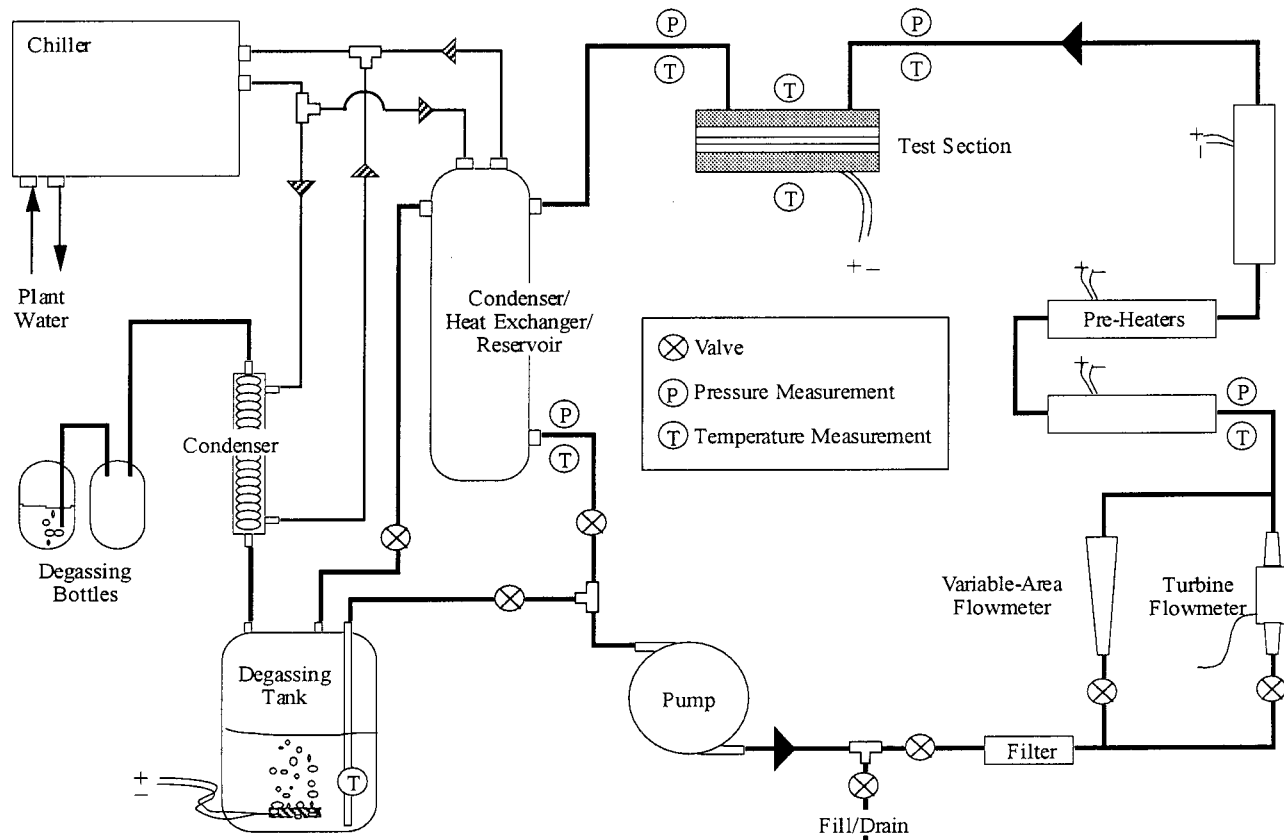 Chiller
P
P
T
T
T
Test Section
T
+
-
+ -
Plant
Water
Condenser/
Heat Exchanger/
Reservoir
+
-
Pre-Heaters
Valve
P Pressure Measurement
T Temperature Measurement
+
-
P
T
P
T
Condenser
Degassing
Bottles
Variable-Area
Flowmeter
Turbine
Flowmeter
Degassing
Tank
Pump
Filter
+
-
T
Fill/Drain